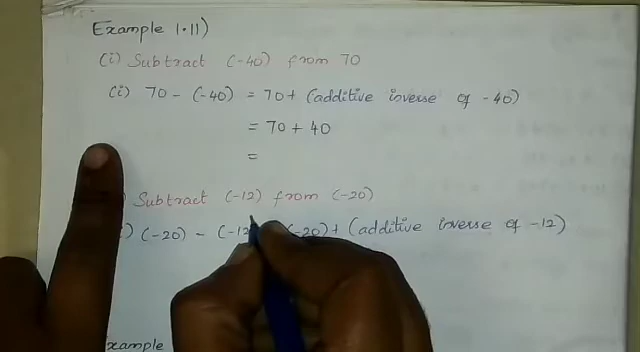 Example 1.11)
(i) Subtract (-40) from 70
(i) 70 - (-40) = 70 + (additive inverse of -40)
= 70 + 40
=
) Subtract (-12) from (-20)
) (-20) - (-12 (-20) + (additive inverse of -12)
xample